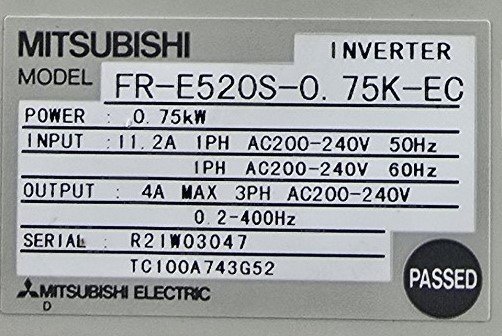 MITSUBISHI INVERTER
MODEL FR-E520S-0.75K-EC
POWER : 0.75kW
INPUT : 11.2A 1PH AC200-240V 50Hz
1PH AC200-240V 60Hz
OUTPUT : 4A MAX 3PH AC200-240V
0.2-400Hz
SERIAL : R21W03047
TC100A743G52
PASSED
MITSUBISHI ELECTRIC
D